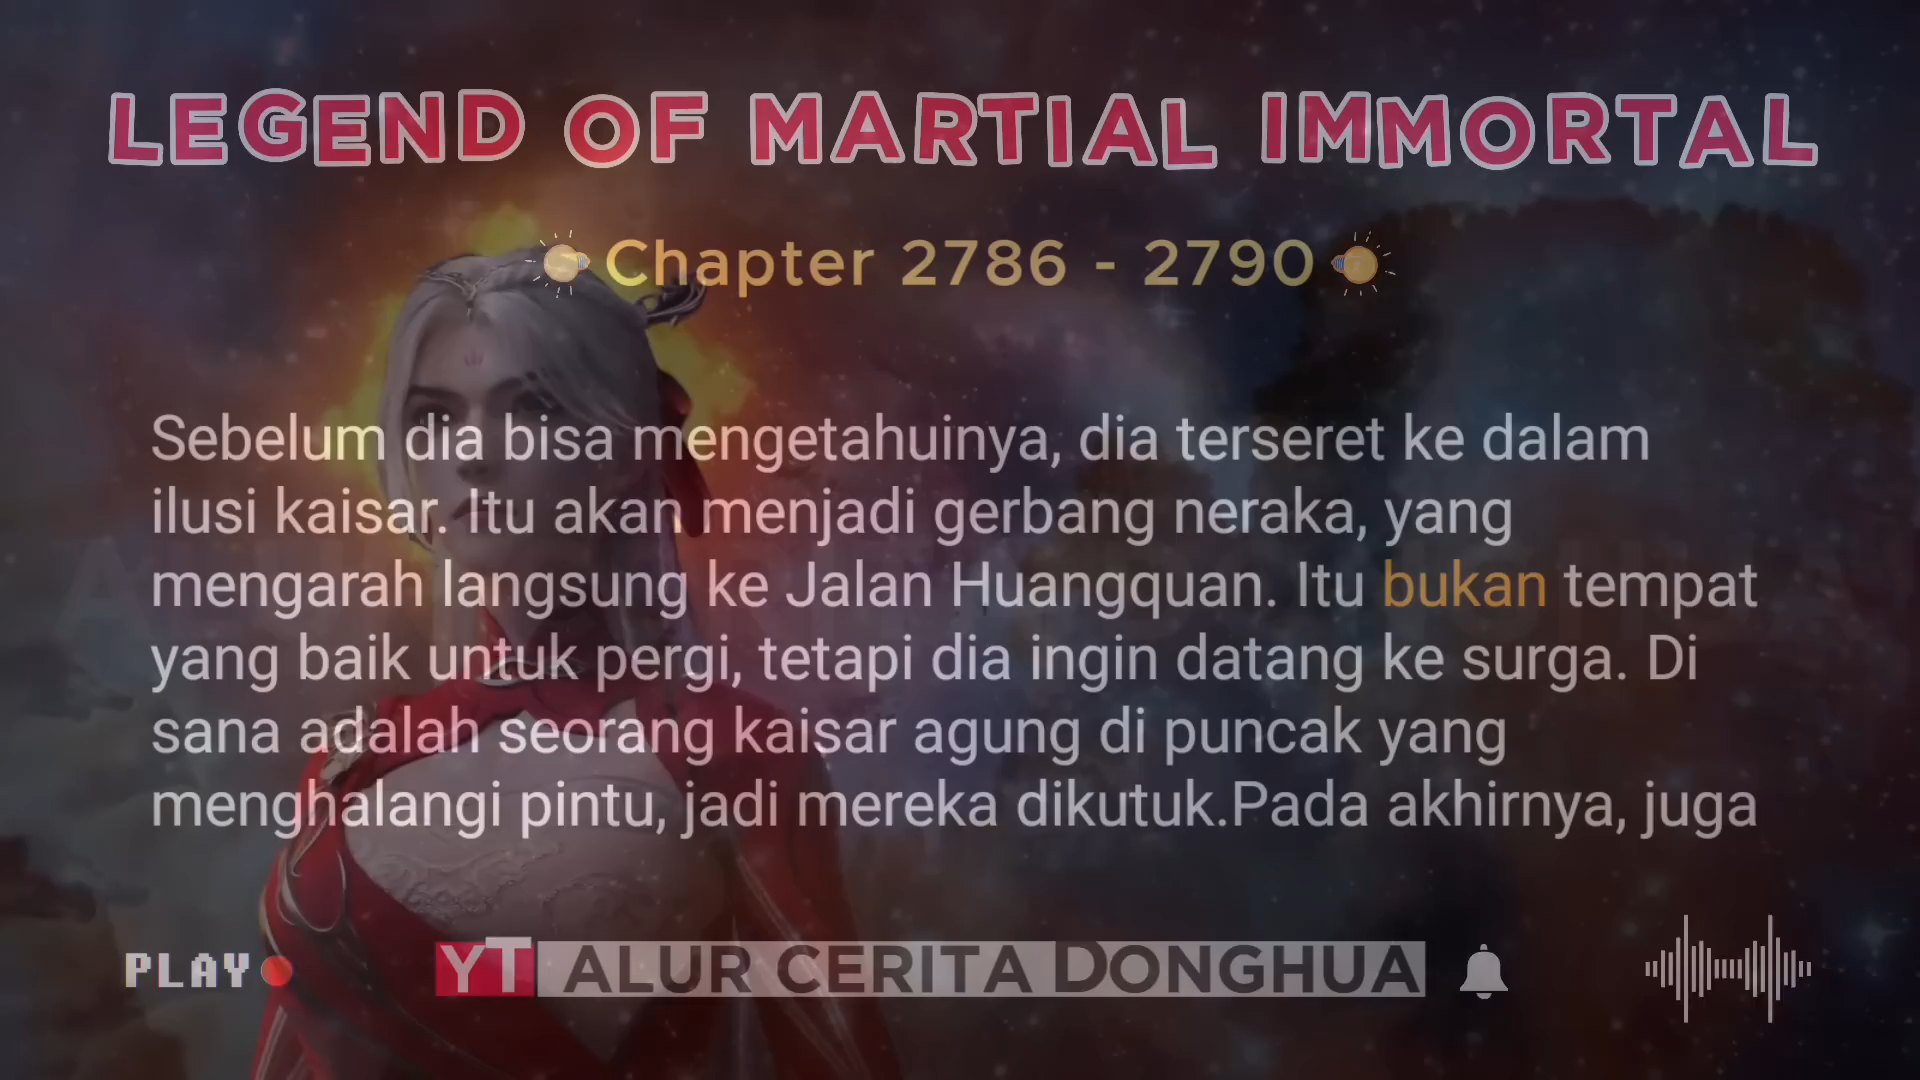 LEGEND OF MARTIAL IMMORTAL
Chapter 2786 - 2790
Sebelum dia bisa mengetahuinya, dia terseret ke dalam
ilusi kaisar. Itu akan menjadi gerbang neraka, yang
mengarah langsung ke Jalan Huangquan. Itu bukan tempat
yang baik untuk pergi, tetapi dia ingin datang ke surga. Di
sana adalah seorang kaisar agung di puncak yang
menghalangi pintu, jadi mereka dikutuk.Pada akhirnya, juga
PLAY
YT ALUR CERITA DONGHUA